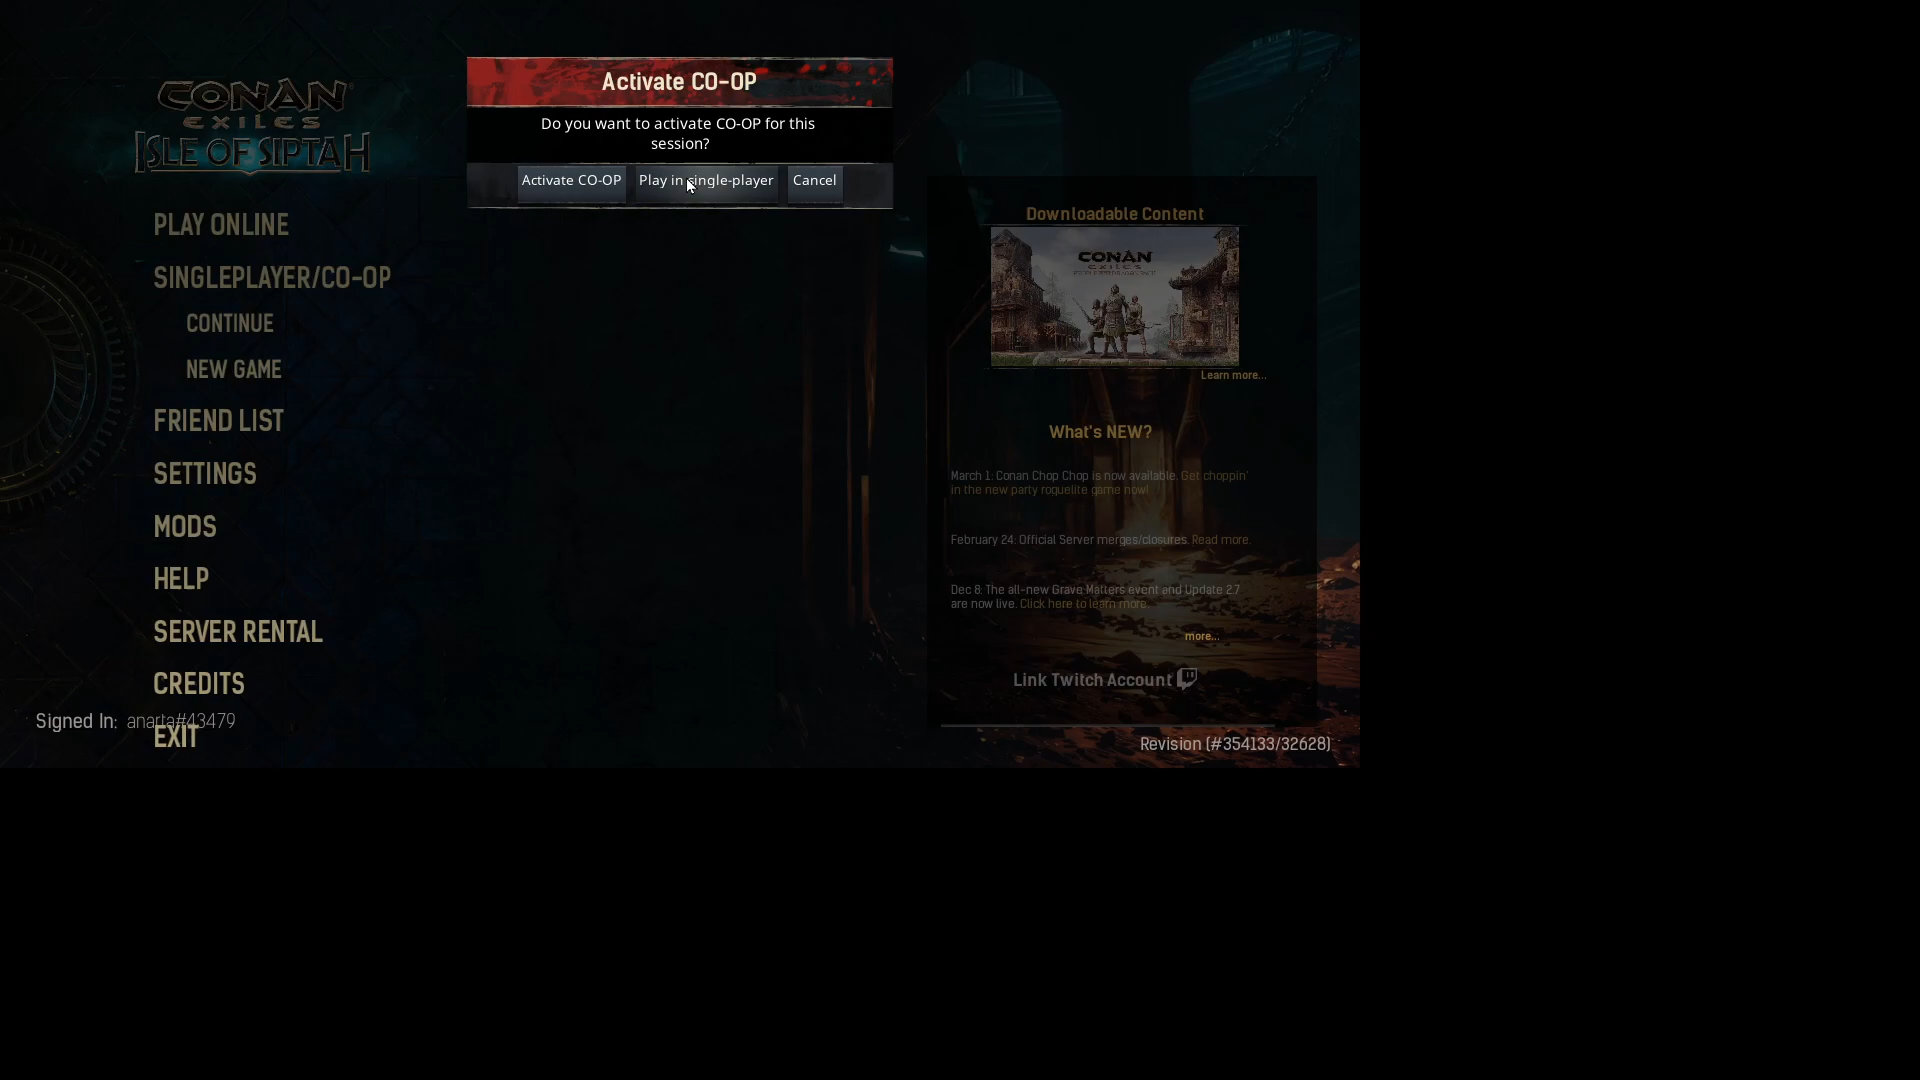 CONAN
EXILES
ISLE OF SIPTAH
Activate CO-OP
Do you want to activate CO-OP for this
session?
Activate CO-OP
Play in single-player
Cancel
PLAY ONLINE
SINGLEPLAYER/CO-OP
CONTINUE
NEW GAME
FRIEND LIST
SETTINGS
MODS
HELP
SERVER RENTAL
CREDITS
Signed In: anarta#43479
EXIT
Downloadable Content
CONAN
EXILES
Learn more...
What's NEW?
March 1: Conan Chop Chop is now available. Get choppin'
in the new party roguelite game now!
February 24: Official Server merges/closures. Read more.
Dec 8: The all-new Grave Matters event and Update 2.7
are now live. Click here to learn more.
more...
Link Twitch Account
Revision (#354133/32628)